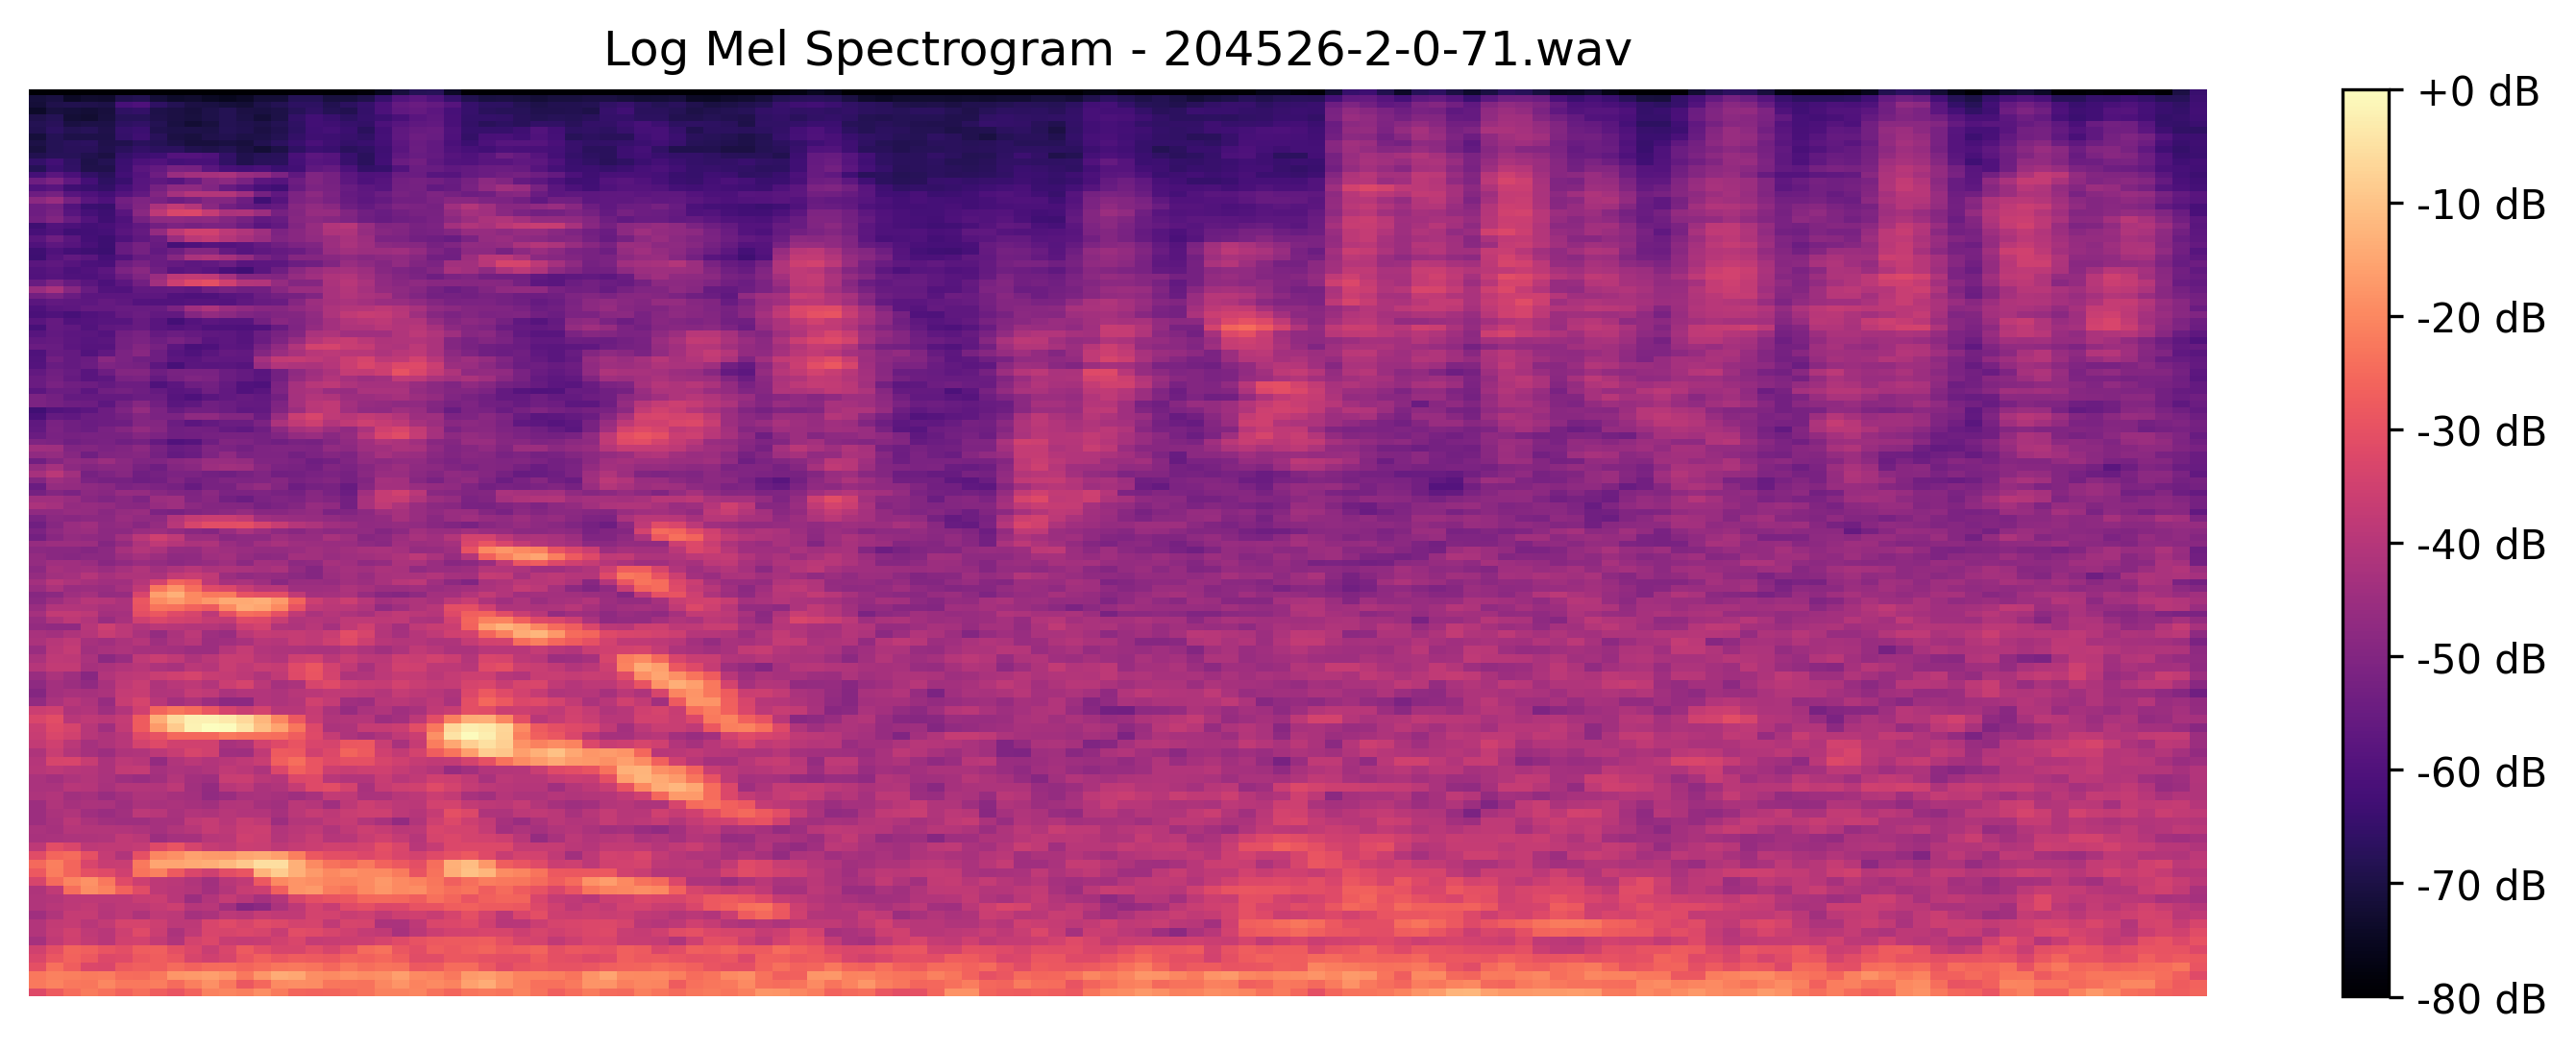 Log Mel Spectrogram - 204526-2-0-71.wav
+0 dB
-10 dB
-20 dB
-30 dB
-40 dB
-50 dB
-60 dB
-70 dB
-80 dB